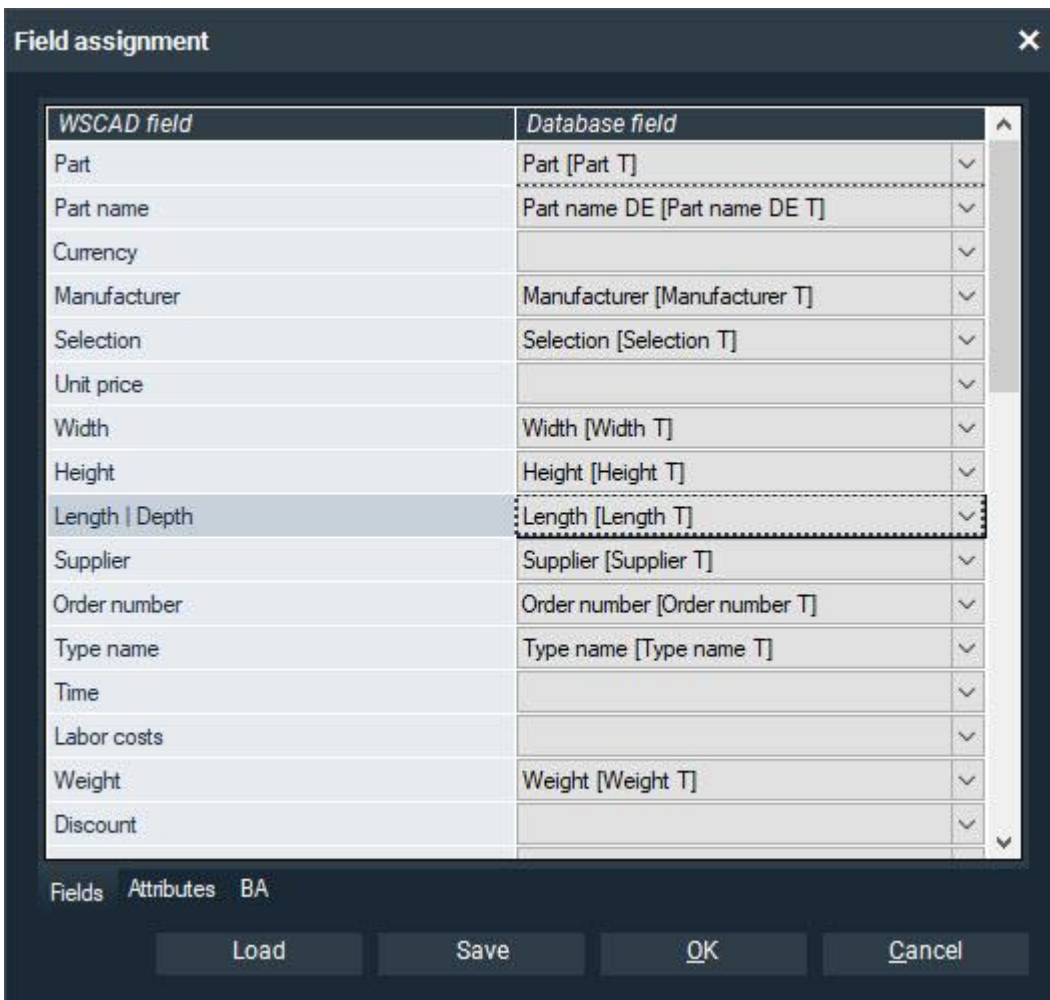 Field assignment
WSCAD field Database field
Part Part [Part T]
Part name Part name DE [Part name DE T]
Currency
Manufacturer Manufacturer [Manufacturer T]
Selection Selection [Selection T]
Unit price
Width Width [Width T]
Height Height [Height T]
Length | Depth Length [Length T]
Supplier Supplier [Supplier T]
Order number Order number [Order number T]
Type name Type name [Type name T]
Time
Labor costs
Weight Weight [Weight T]
Discount
Fields Attributes BA
Load Save OK Cancel